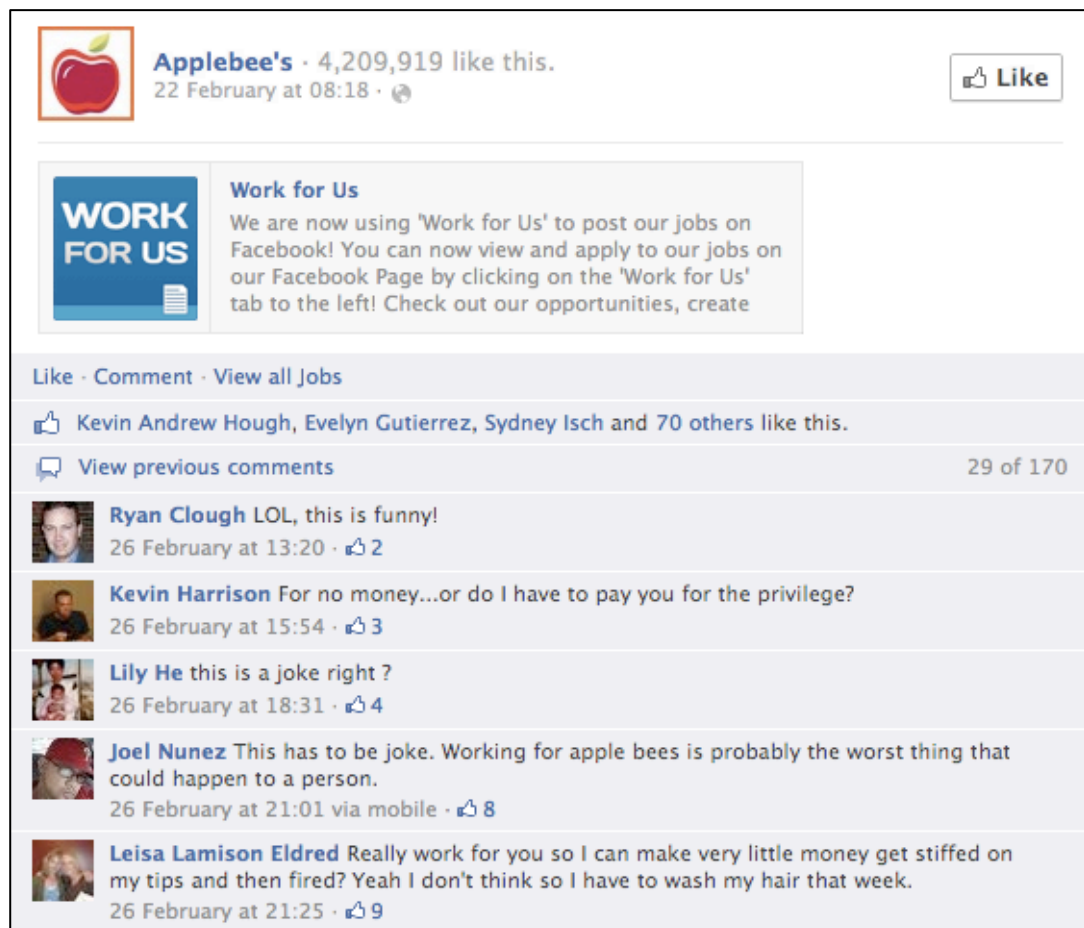 Applebee's · 4,209,919 like this.
22 February at 08:18 ·
Like
WORK
FOR US
Work for Us
We are now using 'Work for Us' to post our jobs on
Facebook! You can now view and apply to our jobs on
our Facebook Page by clicking on the 'Work for Us'
tab to the left! Check out our opportunities, create
Like · Comment · View all Jobs
Kevin Andrew Hough, Evelyn Gutierrez, Sydney Isch and 70 others like this.
View previous comments 29 of 170
Ryan Clough LOL, this is funny!
26 February at 13:20 · 2
Kevin Harrison For no money...or do I have to pay you for the privilege?
26 February at 15:54 · 3
Lily He this is a joke right ?
26 February at 18:31 · 4
Joel Nunez This has to be joke. Working for apple bees is probably the worst thing that
could happen to a person.
26 February at 21:01 via mobile · 8
Leisa Lamison Eldred Really work for you so I can make very little money get stiffed on
my tips and then fired? Yeah I don't think so I have to wash my hair that week.
26 February at 21:25 · 9